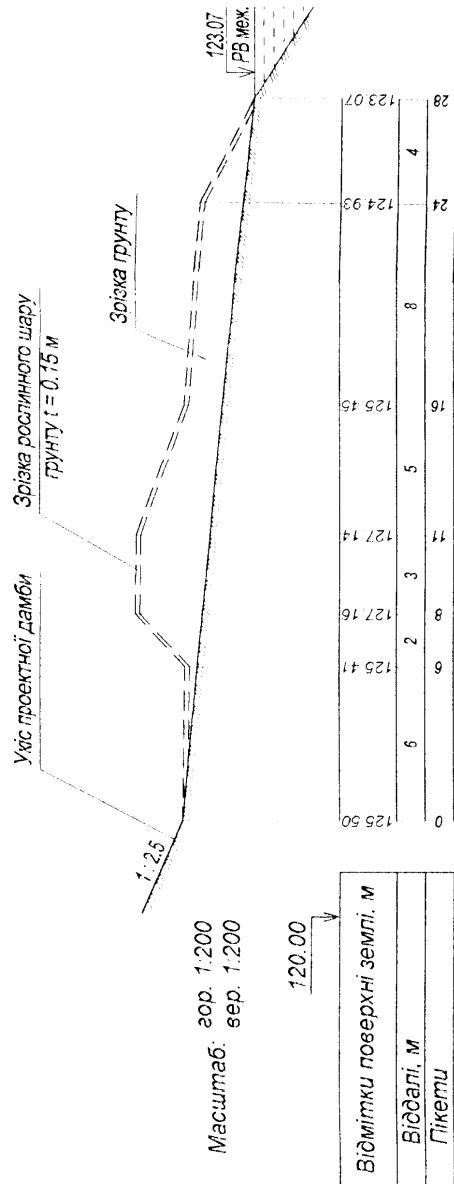 Укіс проектної дамби
Зрізка рослинного шару
ґрунту t = 0.15 м
Зрізка ґрунту
1 : 2.5
123.07
РВ меж.
Масштаб: гор. 1:200
вер. 1:200
120.00
Відмітки поверхні землі, м
125.50 125.41 127.16 127.14 125.45 124.93 123.07
Віддалі, м
6 2 3 5 8 4
Пікети
0 6 8 11 16 24 28